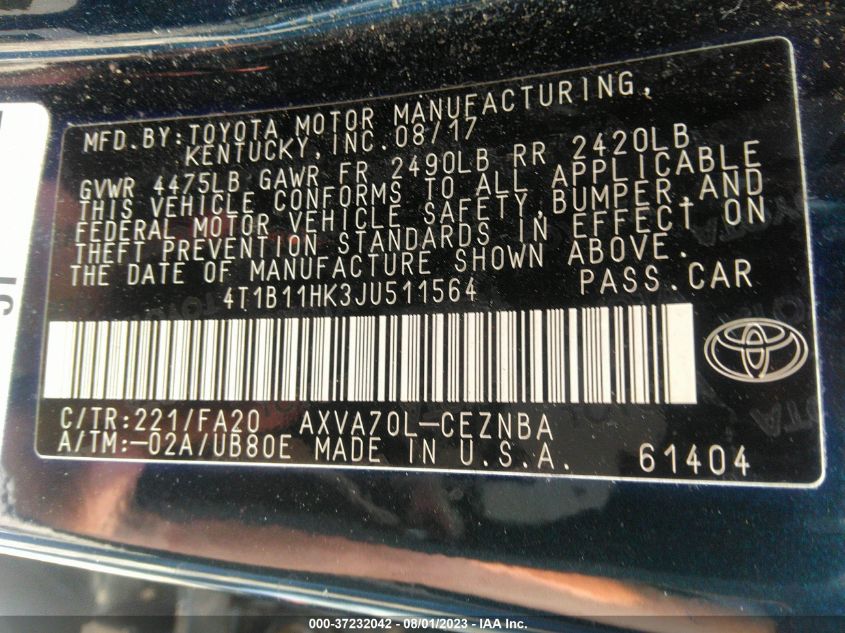 MFD.BY:TOYOTA MOTOR MANUFACTURING,
KENTUCKY,INC.08/17
GVWR 4475LB GAWR FR 2490LB RR 2420LB
THIS VEHICLE CONFORMS TO ALL APPLICABLE
FEDERAL MOTOR VEHICLE SAFETY,BUMPER,AND
THEFT PREVENTION STANDARDS IN EFFECT ON
THE DATE OF MANUFACTURE SHOWN ABOVE.
4T1B11HK3JU511564 PASS.CAR
C/TR:221/FA20 AXVA70L-CEZNBA
A/TM:-02A/UB80E MADE IN U.S.A. 61404
000-37232042 - 08/01/2023 - IAA Inc.